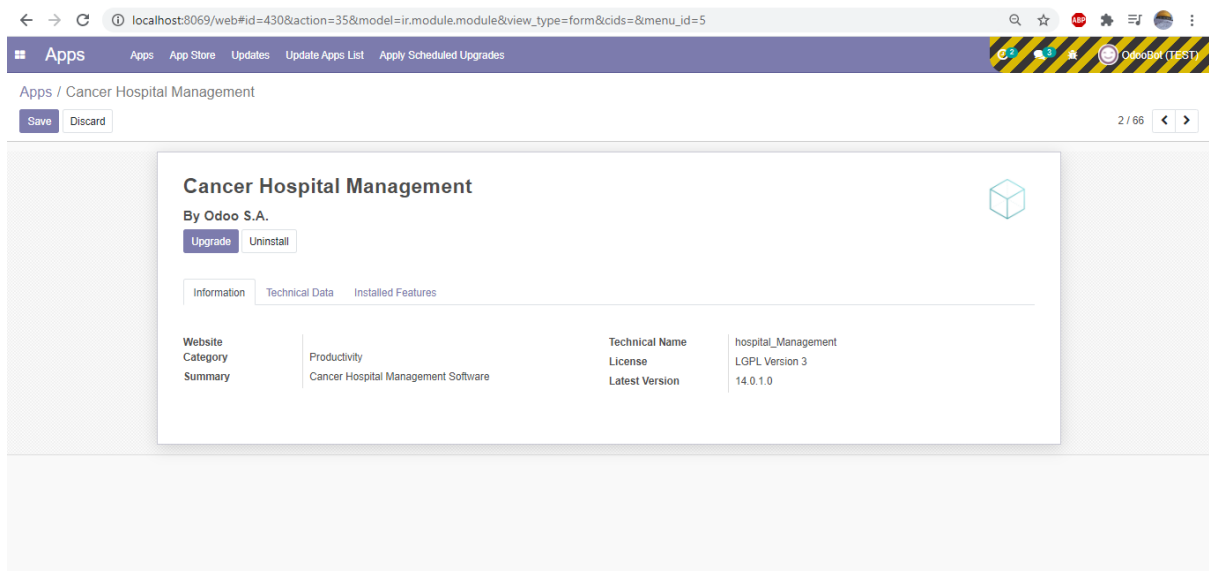 localhost:8069/web#id=430&action=35&model=ir.module.module&view_type=form&cids=&menu_id=5
ABP
Apps Apps App Store Updates Update Apps List Apply Scheduled Upgrades 2 3 OdooBot (TEST)
Apps / Cancer Hospital Management
Save Discard 2 / 66
Cancer Hospital Management
By Odoo S.A.
Upgrade Uninstall
Information Technical Data Installed Features
Website
Category Productivity
Summary Cancer Hospital Management Software
Technical Name hospital_Management
License LGPL Version 3
Latest Version 14.0.1.0